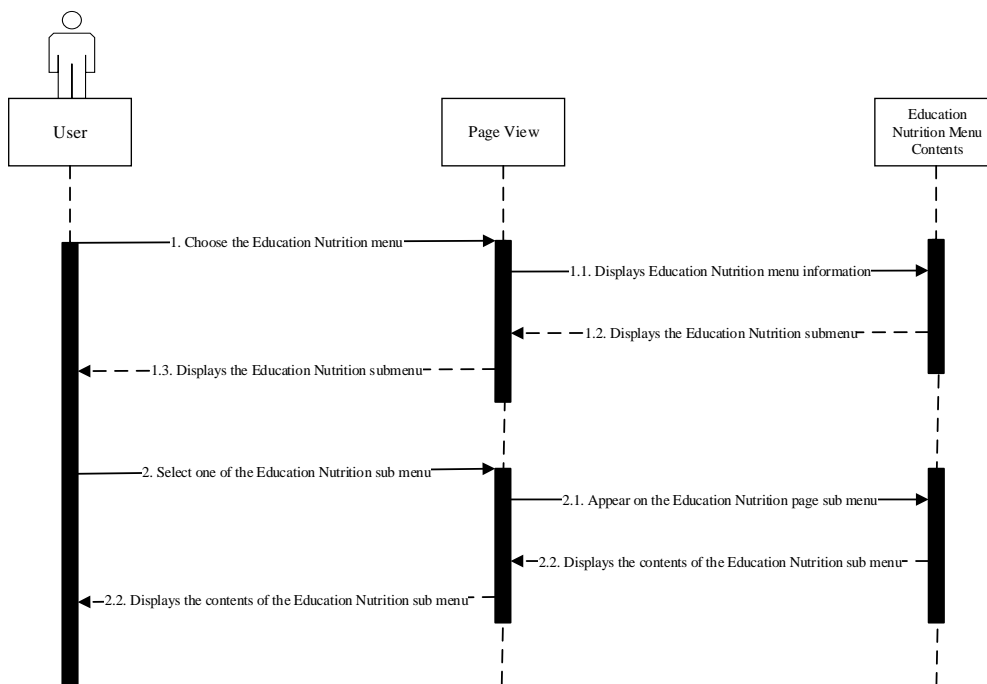 User
Page View
Education
Nutrition Menu
Contents
1. Choose the Education Nutrition menu
1.1. Displays Education Nutrition menu information
1.2. Displays the Education Nutrition submenu
1.3. Displays the Education Nutrition submenu
2. Select one of the Education Nutrition sub menu
2.1. Appear on the Education Nutrition page sub menu
2.2. Displays the contents of the Education Nutrition sub menu
2.2. Displays the contents of the Education Nutrition sub menu